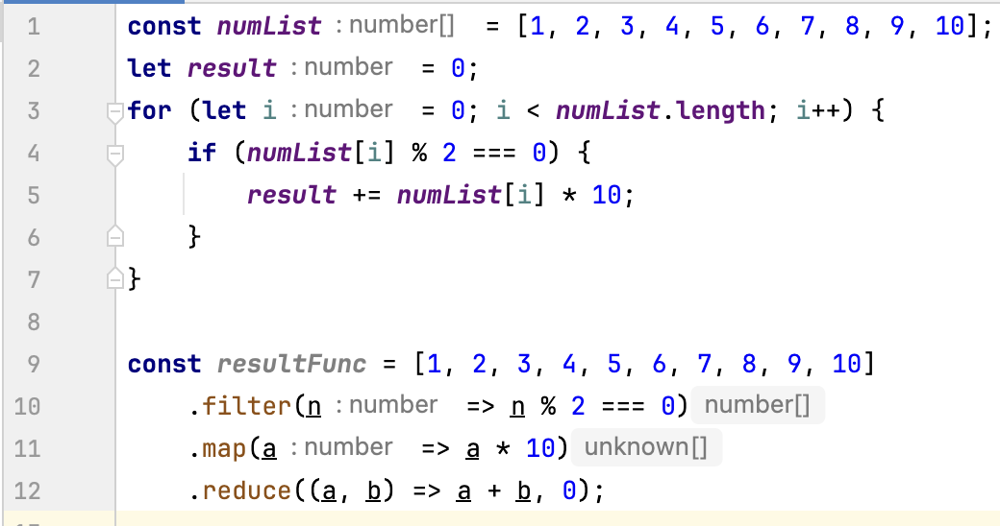 1 const numList : number[] = [1, 2, 3, 4, 5, 6, 7, 8, 9, 10];
2 let result : number = 0;
3 for (let i : number = 0; i < numList.length; i++) {
4     if (numList[i] % 2 === 0) {
5         result += numList[i] * 10;
6     }
7 }
8
9 const resultFunc = [1, 2, 3, 4, 5, 6, 7, 8, 9, 10]
10     .filter(n : number => n % 2 === 0) number[]
11     .map(a : number => a * 10) unknown[]
12     .reduce((a, b) => a + b, 0);